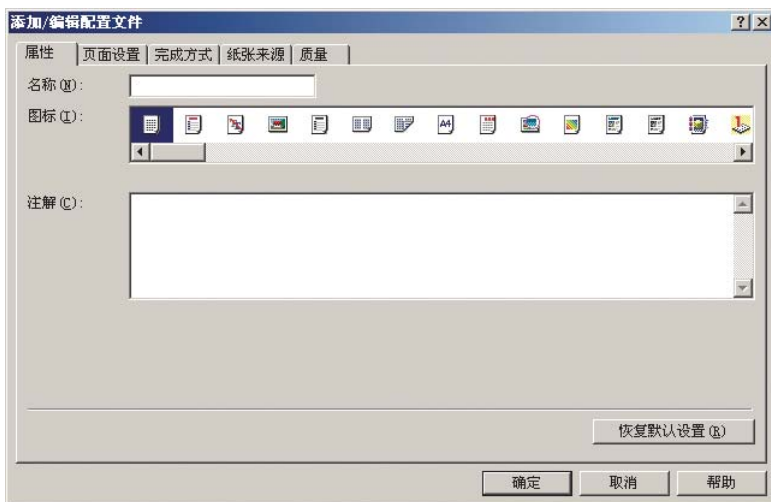 添加/编辑配置文件
属性 页面设置 完成方式 纸张来源 质量
名称(N):
图标(I):
A4
注解(C):
恢复默认设置(R)
确定 取消 帮助